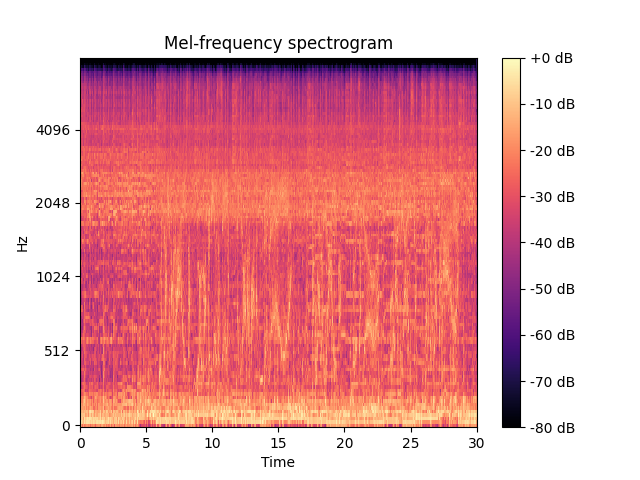 Mel-frequency spectrogram
+0 dB
-10 dB
-20 dB
-30 dB
-40 dB
-50 dB
-60 dB
-70 dB
-80 dB
4096
2048
1024
512
0
Hz
0 5 10 15 20 25 30
Time